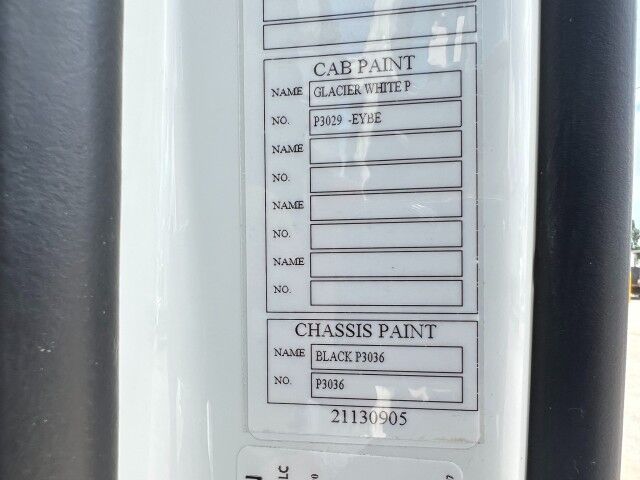 CAB PAINT
NAME GLACIER WHITE P
NO. P3029 -EYBE
NAME
NO.
NAME
NO.
NAME
NO.
CHASSIS PAINT
NAME BLACK P3036
NO. P3036
21130905
LC